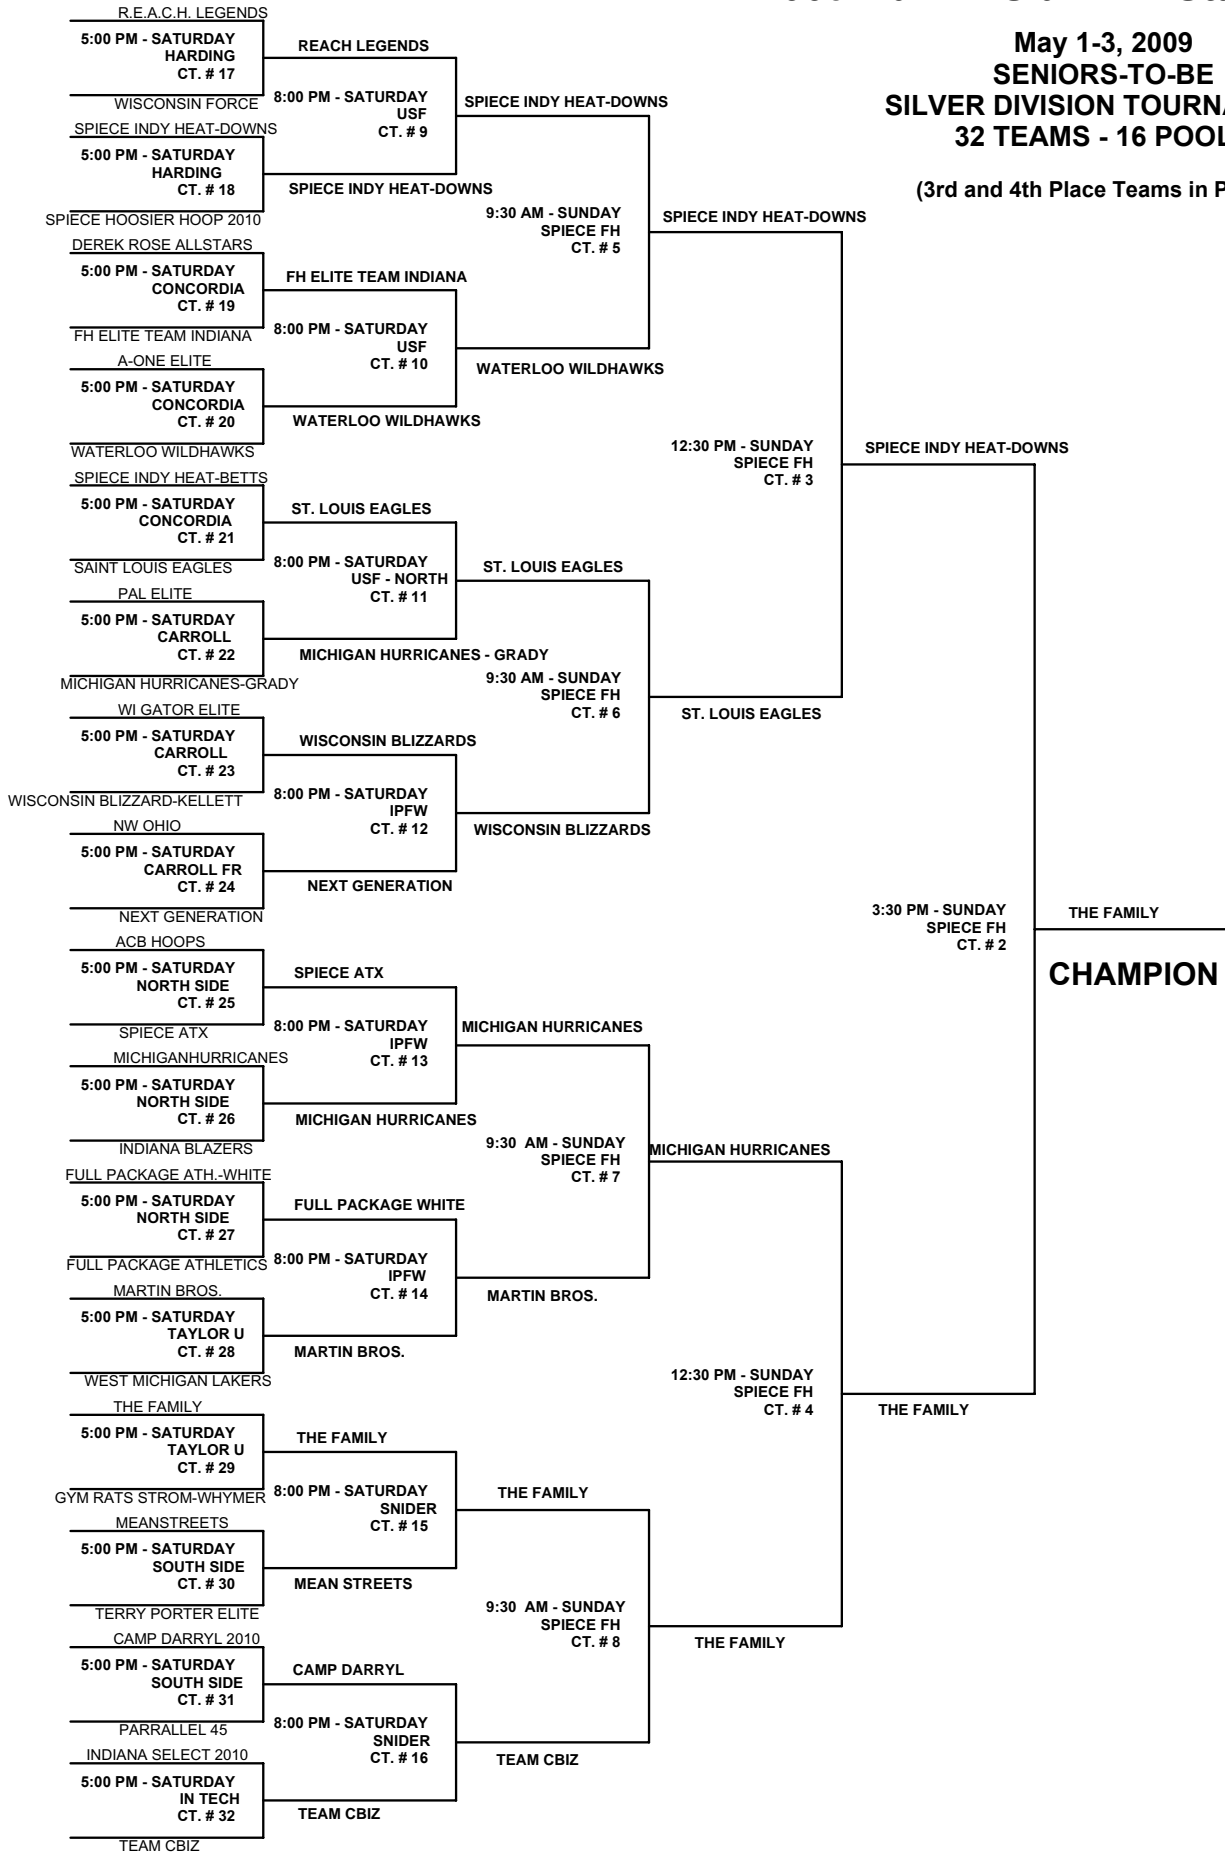 May 1-3, 2009
SENIORS-TO-BE
SILVER DIVISION
32 TEAMS - 16
(3rd and 4th Place Teams in
R.E.A.C.H. LEGENDS
5:00 PM - SATURDAY
HARDING
CT. # 17
WISCONSIN FORCE
SPIECE INDY HEAT-DOWNS
5:00 PM - SATURDAY
HARDING
CT. # 18
SPIECE HOOSIER HOOP 2010
DEREK ROSE ALLSTARS
5:00 PM - SATURDAY
CONCORDIA
CT. # 19
FH ELITE TEAM INDIANA
A-ONE ELITE
5:00 PM - SATURDAY
CONCORDIA
CT. # 20
WATERLOO WILDHAWKS
SPIECE INDY HEAT-BETTS
5:00 PM - SATURDAY
CONCORDIA
CT. # 21
SAINT LOUIS EAGLES
PAL ELITE
5:00 PM - SATURDAY
CARROLL
CT. # 22
MICHIGAN HURRICANES-GRADY
WI GATOR ELITE
5:00 PM - SATURDAY
CARROLL
CT. # 23
WISCONSIN BLIZZARD-KELLETT
NW OHIO
5:00 PM - SATURDAY
CARROLL FR
CT. # 24
NEXT GENERATION
ACB HOOPS
5:00 PM - SATURDAY
NORTH SIDE
CT. # 25
SPIECE ATX
MICHIGANHURRICANES
5:00 PM - SATURDAY
NORTH SIDE
CT. # 26
INDIANA BLAZERS
FULL PACKAGE ATH.-WHITE
5:00 PM - SATURDAY
NORTH SIDE
CT. # 27
FULL PACKAGE ATHLETICS
MARTIN BROS.
5:00 PM - SATURDAY
TAYLOR U
CT. # 28
WEST MICHIGAN LAKERS
THE FAMILY
5:00 PM - SATURDAY
TAYLOR U
CT. # 29
GYM RATS STROM-WHYMER
MEANSTREETS
5:00 PM - SATURDAY
SOUTH SIDE
CT. # 30
TERRY PORTER ELITE
CAMP DARRYL 2010
5:00 PM - SATURDAY
SOUTH SIDE
CT. # 31
PARRALLEL 45
INDIANA SELECT 2010
5:00 PM - SATURDAY
IN TECH
CT. # 32
TEAM CBIZ
REACH LEGENDS
8:00 PM - SATURDAY
USF
CT. # 9
SPIECE INDY HEAT-DOWNS
FH ELITE TEAM INDIANA
8:00 PM - SATURDAY
USF
CT. # 10
WATERLOO WILDHAWKS
ST. LOUIS EAGLES
8:00 PM - SATURDAY
USF - NORTH
CT. # 11
MICHIGAN HURRICANES - GRADY
WISCONSIN BLIZZARDS
8:00 PM - SATURDAY
IPFW
CT. # 12
NEXT GENERATION
SPIECE ATX
8:00 PM - SATURDAY
IPFW
CT. # 13
MICHIGAN HURRICANES
FULL PACKAGE WHITE
8:00 PM - SATURDAY
IPFW
CT. # 14
MARTIN BROS.
THE FAMILY
8:00 PM - SATURDAY
SNIDER
CT. # 15
MEAN STREETS
CAMP DARRYL
8:00 PM - SATURDAY
SNIDER
CT. # 16
TEAM CBIZ
SPIECE INDY HEAT-DOWNS
9:30 AM - SUNDAY
SPIECE FH
CT. # 5
WATERLOO WILDHAWKS
ST. LOUIS EAGLES
9:30 AM - SUNDAY
SPIECE FH
CT. # 6
WISCONSIN BLIZZARDS
MICHIGAN HURRICANES
9:30 AM - SUNDAY
SPIECE FH
CT. # 7
MARTIN BROS.
THE FAMILY
9:30 AM - SUNDAY
SPIECE FH
CT. # 8
TEAM CBIZ
SPIECE INDY HEAT-DOWNS
12:30 PM - SUNDAY
SPIECE FH
CT. # 3
ST. LOUIS EAGLES
MICHIGAN HURRICANES
12:30 PM - SUNDAY
SPIECE FH
CT. # 4
THE FAMILY
SPIECE INDY HEAT-DOWNS
3:30 PM - SUNDAY
SPIECE FH
CT. # 2
THE FAMILY
THE FAMILY
CHAMPION